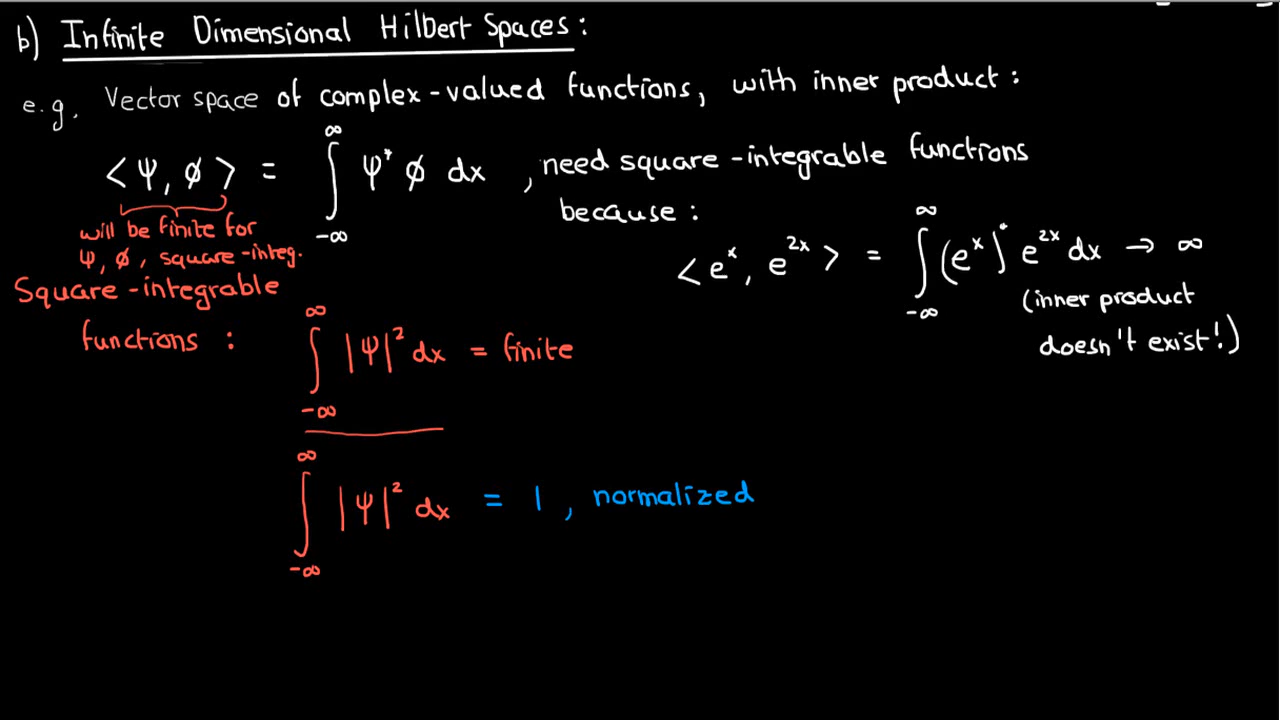 b) Infinite Dimensional Hilbert Spaces :
e.g. Vector space of complex-valued functions, with inner product :
< ψ, ϕ > = ∫_{-∞}^{∞} ψ* ϕ dx , need square-integrable functions
because :
will be finite for
ψ, ϕ, square-integ.
< e^x, e^{2x} > = ∫_{-∞}^{∞} (e^x)* e^{2x} dx → ∞
(inner product
doesn't exist!)
Square-integrable
functions : ∫_{-∞}^{∞} |ψ|² dx = finite
∫_{-∞}^{∞} |ψ|² dx = 1 , normalized